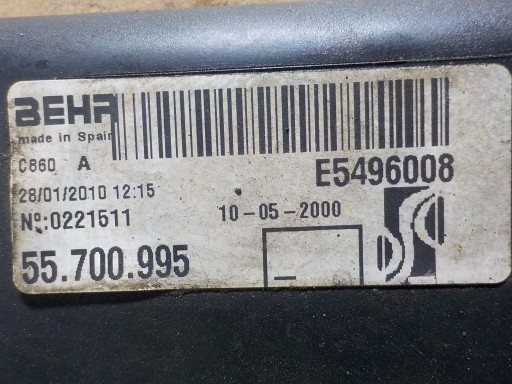 BEHR
made in Spain
C860 A
E5496008
28/01/2010 12:15
Nº:0221511
10-05-2000
55.700.995